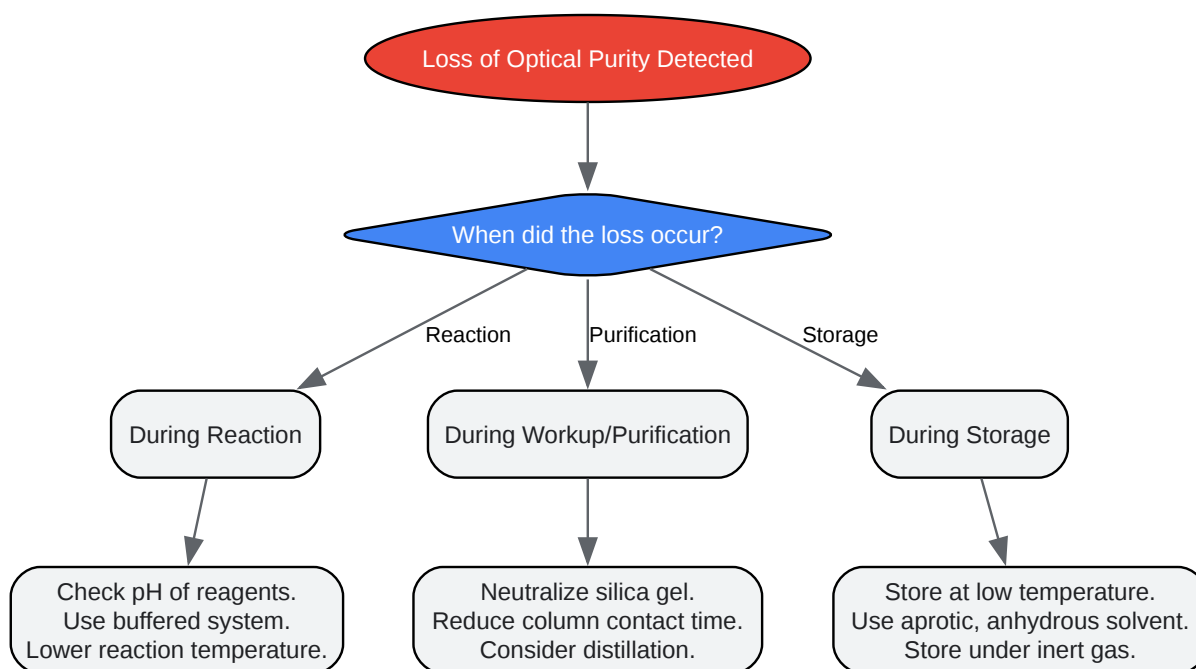 Loss of Optical Purity Detected
When did the loss occur?
Reaction
Purification
Storage
During Reaction
During Workup/Purification
During Storage
Check pH of reagents.
Use buffered system.
Lower reaction temperature.
Neutralize silica gel.
Reduce column contact time.
Consider distillation.
Store at low temperature.
Use aprotic, anhydrous solvent.
Store under inert gas.